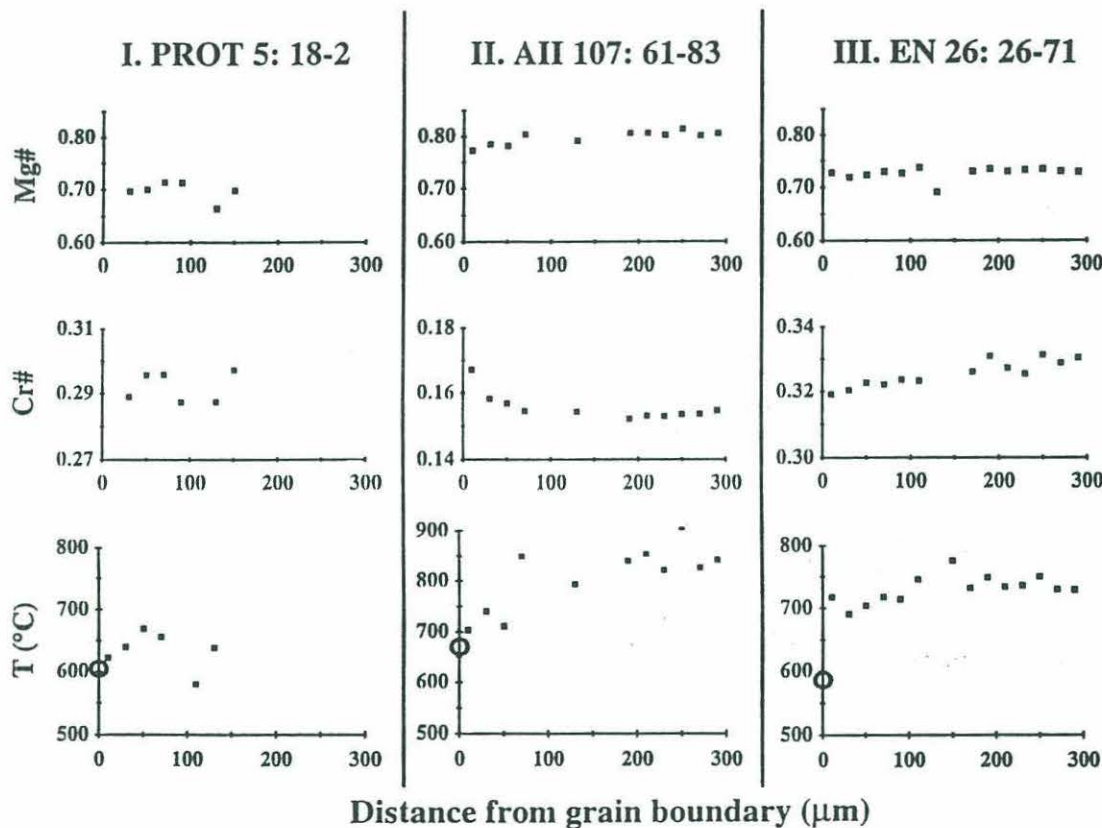 I. PROT 5: 18-2
II. AII 107: 61-83
III. EN 26: 26-71
Mg#
0.80
0.70
0.60
0 100 200 300
0.80
0.70
0.60
0 100 200 300
0.80
0.70
0.60
0 100 200 300
Cr#
0.31
0.29
0.27
0 100 200 300
0.18
0.16
0.14
0 100 200 300
0.34
0.32
0.30
0 100 200 300
T (°C)
800
700
600
500
0 100 200 300
900
800
700
600
500
0 100 200 300
800
700
600
500
0 100 200 300
Distance from grain boundary (μm)